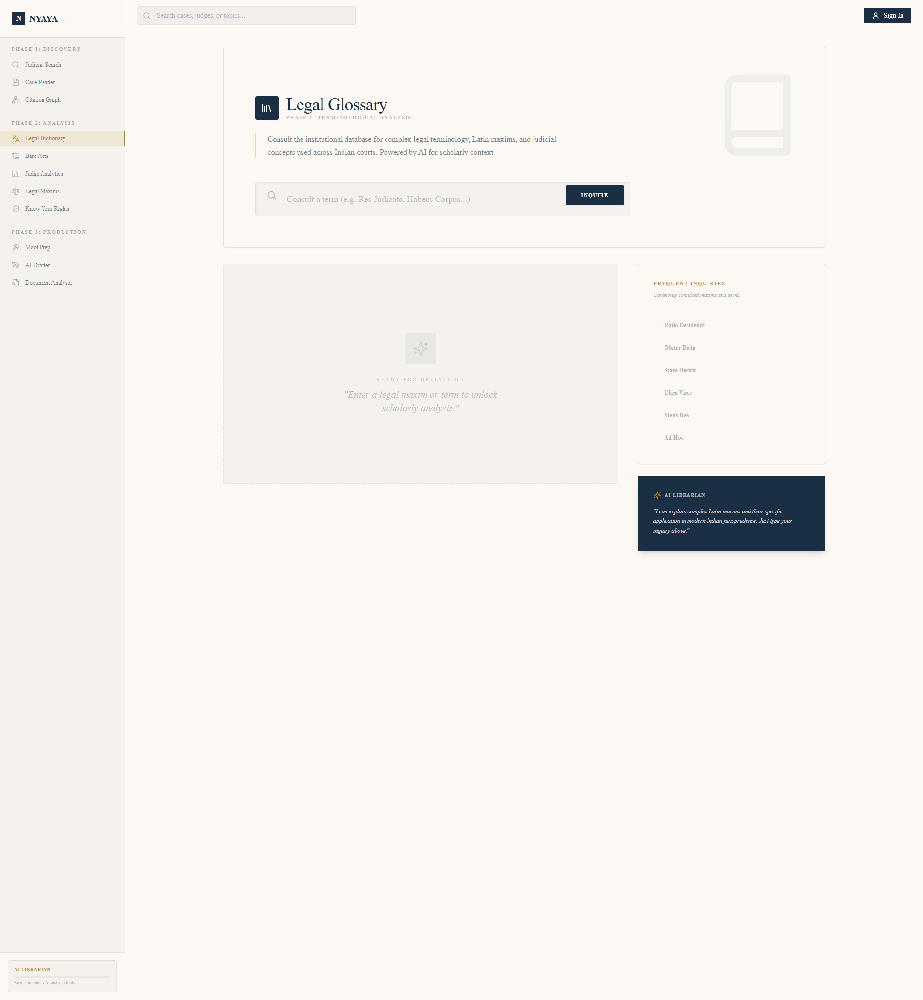 N NYAYA
PHASE 1: DISCOVERY
Judicial Search
Case Reader
Citation Graph
PHASE 2: ANALYSIS
Legal Dictionary
Bare Acts
Judge Analytics
Legal Maxims
Know Your Rights
PHASE 3: PRODUCTION
Moot Prep
AI Drafter
Document Analyser
AI LIBRARIAN
Sign in to unlock AI analysis tools.
Search cases, judges, or topics...
Sign In
Legal Glossary
PHASE 2: TERMINOLOGICAL ANALYSIS
Consult the institutional database for complex legal terminology, Latin maxims, and judicial
concepts used across Indian courts. Powered by AI for scholarly context.
Consult a term (e.g. Res Judicata, Habeas Corpus...)
INQUIRE
READY FOR DEFINITION
"Enter a legal maxim or term to unlock
scholarly analysis."
FREQUENT INQUIRIES
Commonly consulted maxims and terms.
Ratio Decidendi
Obiter Dicta
Stare Decisis
Ultra Vires
Mens Rea
Ad Hoc
AI LIBRARIAN
"I can explain complex Latin maxims and their specific
application in modern Indian jurisprudence. Just type your
inquiry above."